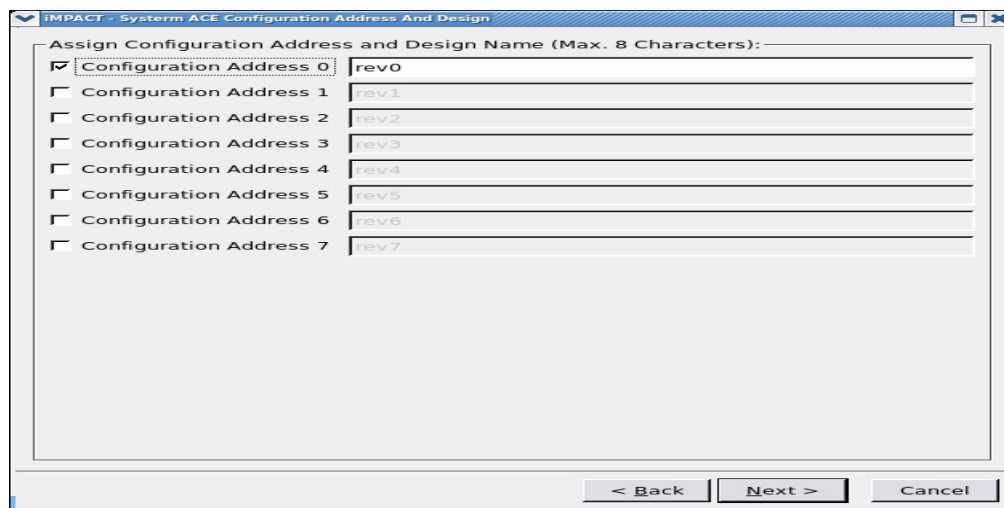 iMPACT - Systerm ACE Configuration Address And Design
Assign Configuration Address and Design Name (Max. 8 Characters):
Configuration Address 0 rev0
Configuration Address 1 rev1
Configuration Address 2 rev2
Configuration Address 3 rev3
Configuration Address 4 rev4
Configuration Address 5 rev5
Configuration Address 6 rev6
Configuration Address 7 rev7
< Back Next > Cancel